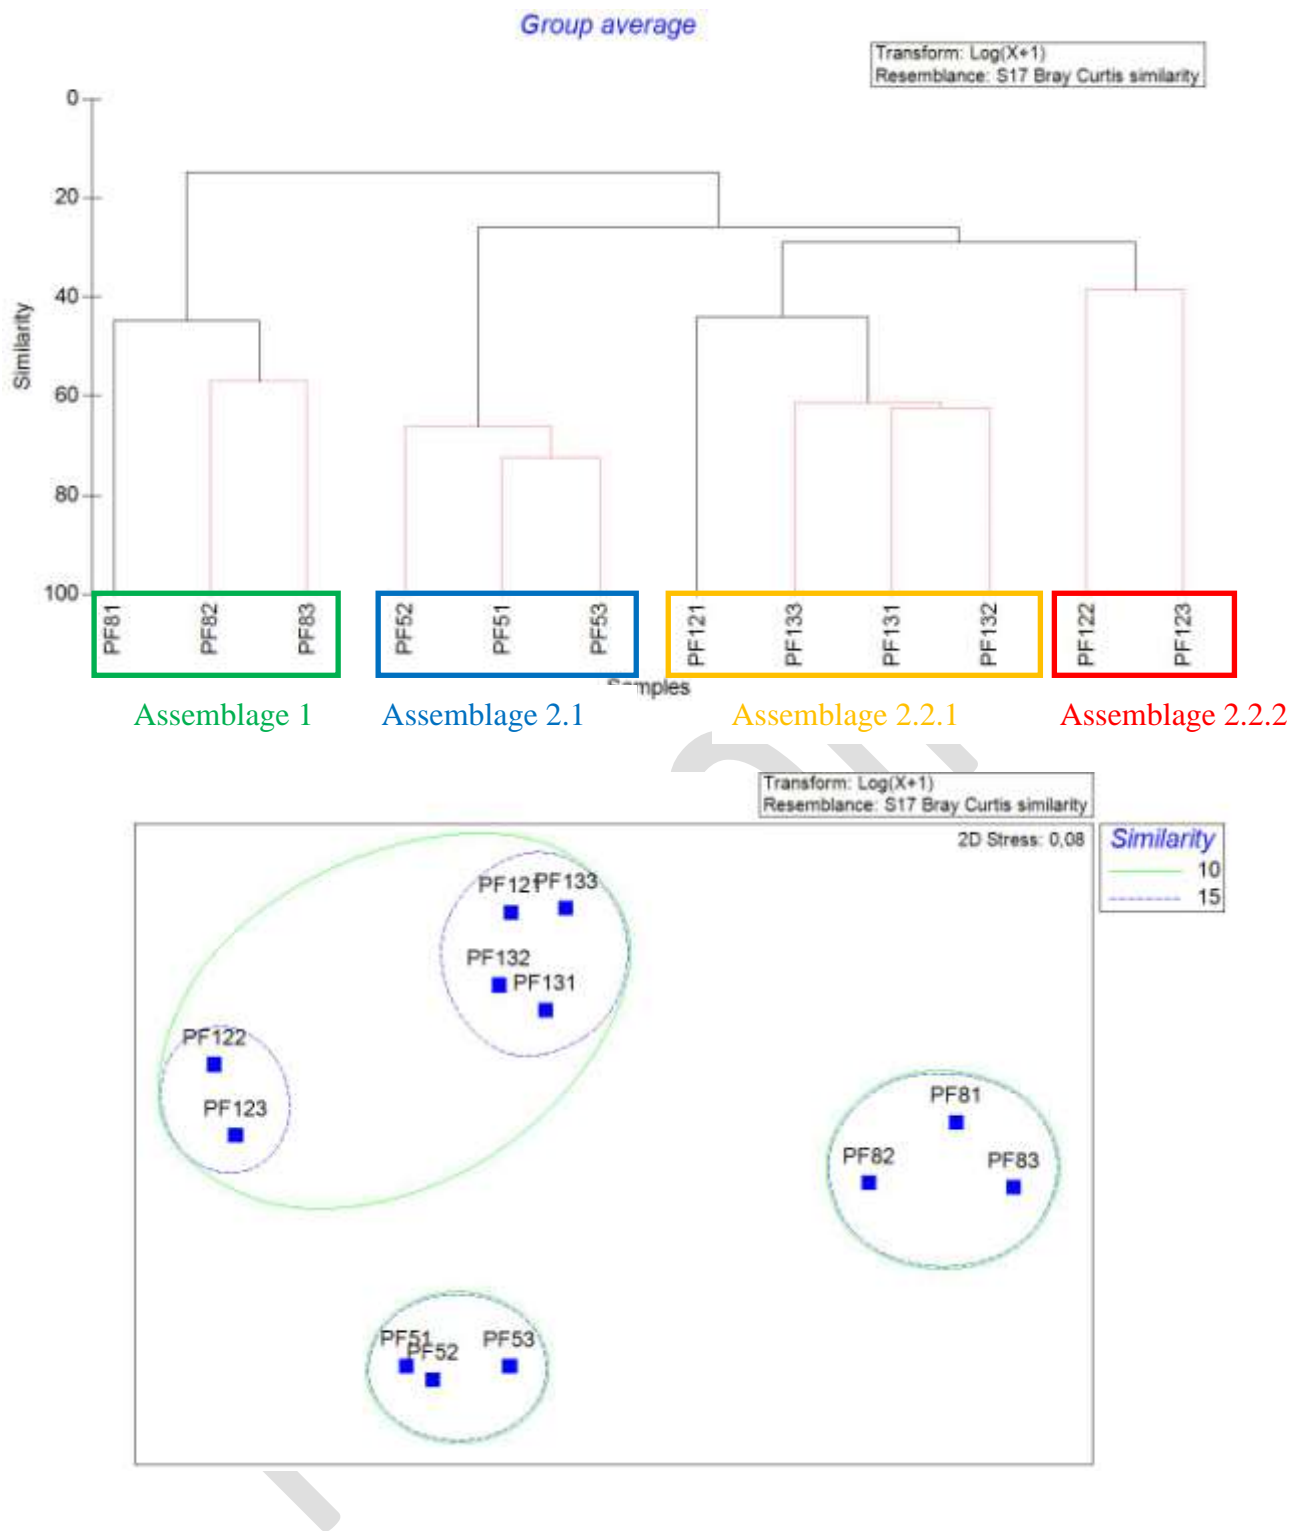 Group average
Transform: Log(X+1)
Resemblance: S17 Bray Curtis similarity
0
20
40
60
80
100
Similarity
PF81
PF82
PF83
PF52
PF51
PF53
PF121
PF133
PF131
PF132
PF122
PF123
Samples
Assemblage 1
Assemblage 2.1
Assemblage 2.2.1
Assemblage 2.2.2
Transform: Log(X+1)
Resemblance: S17 Bray Curtis similarity
2D Stress: 0,08
Similarity
10
15
PF121
PF133
PF132
PF131
PF122
PF123
PF81
PF82
PF83
PF51
PF52
PF53